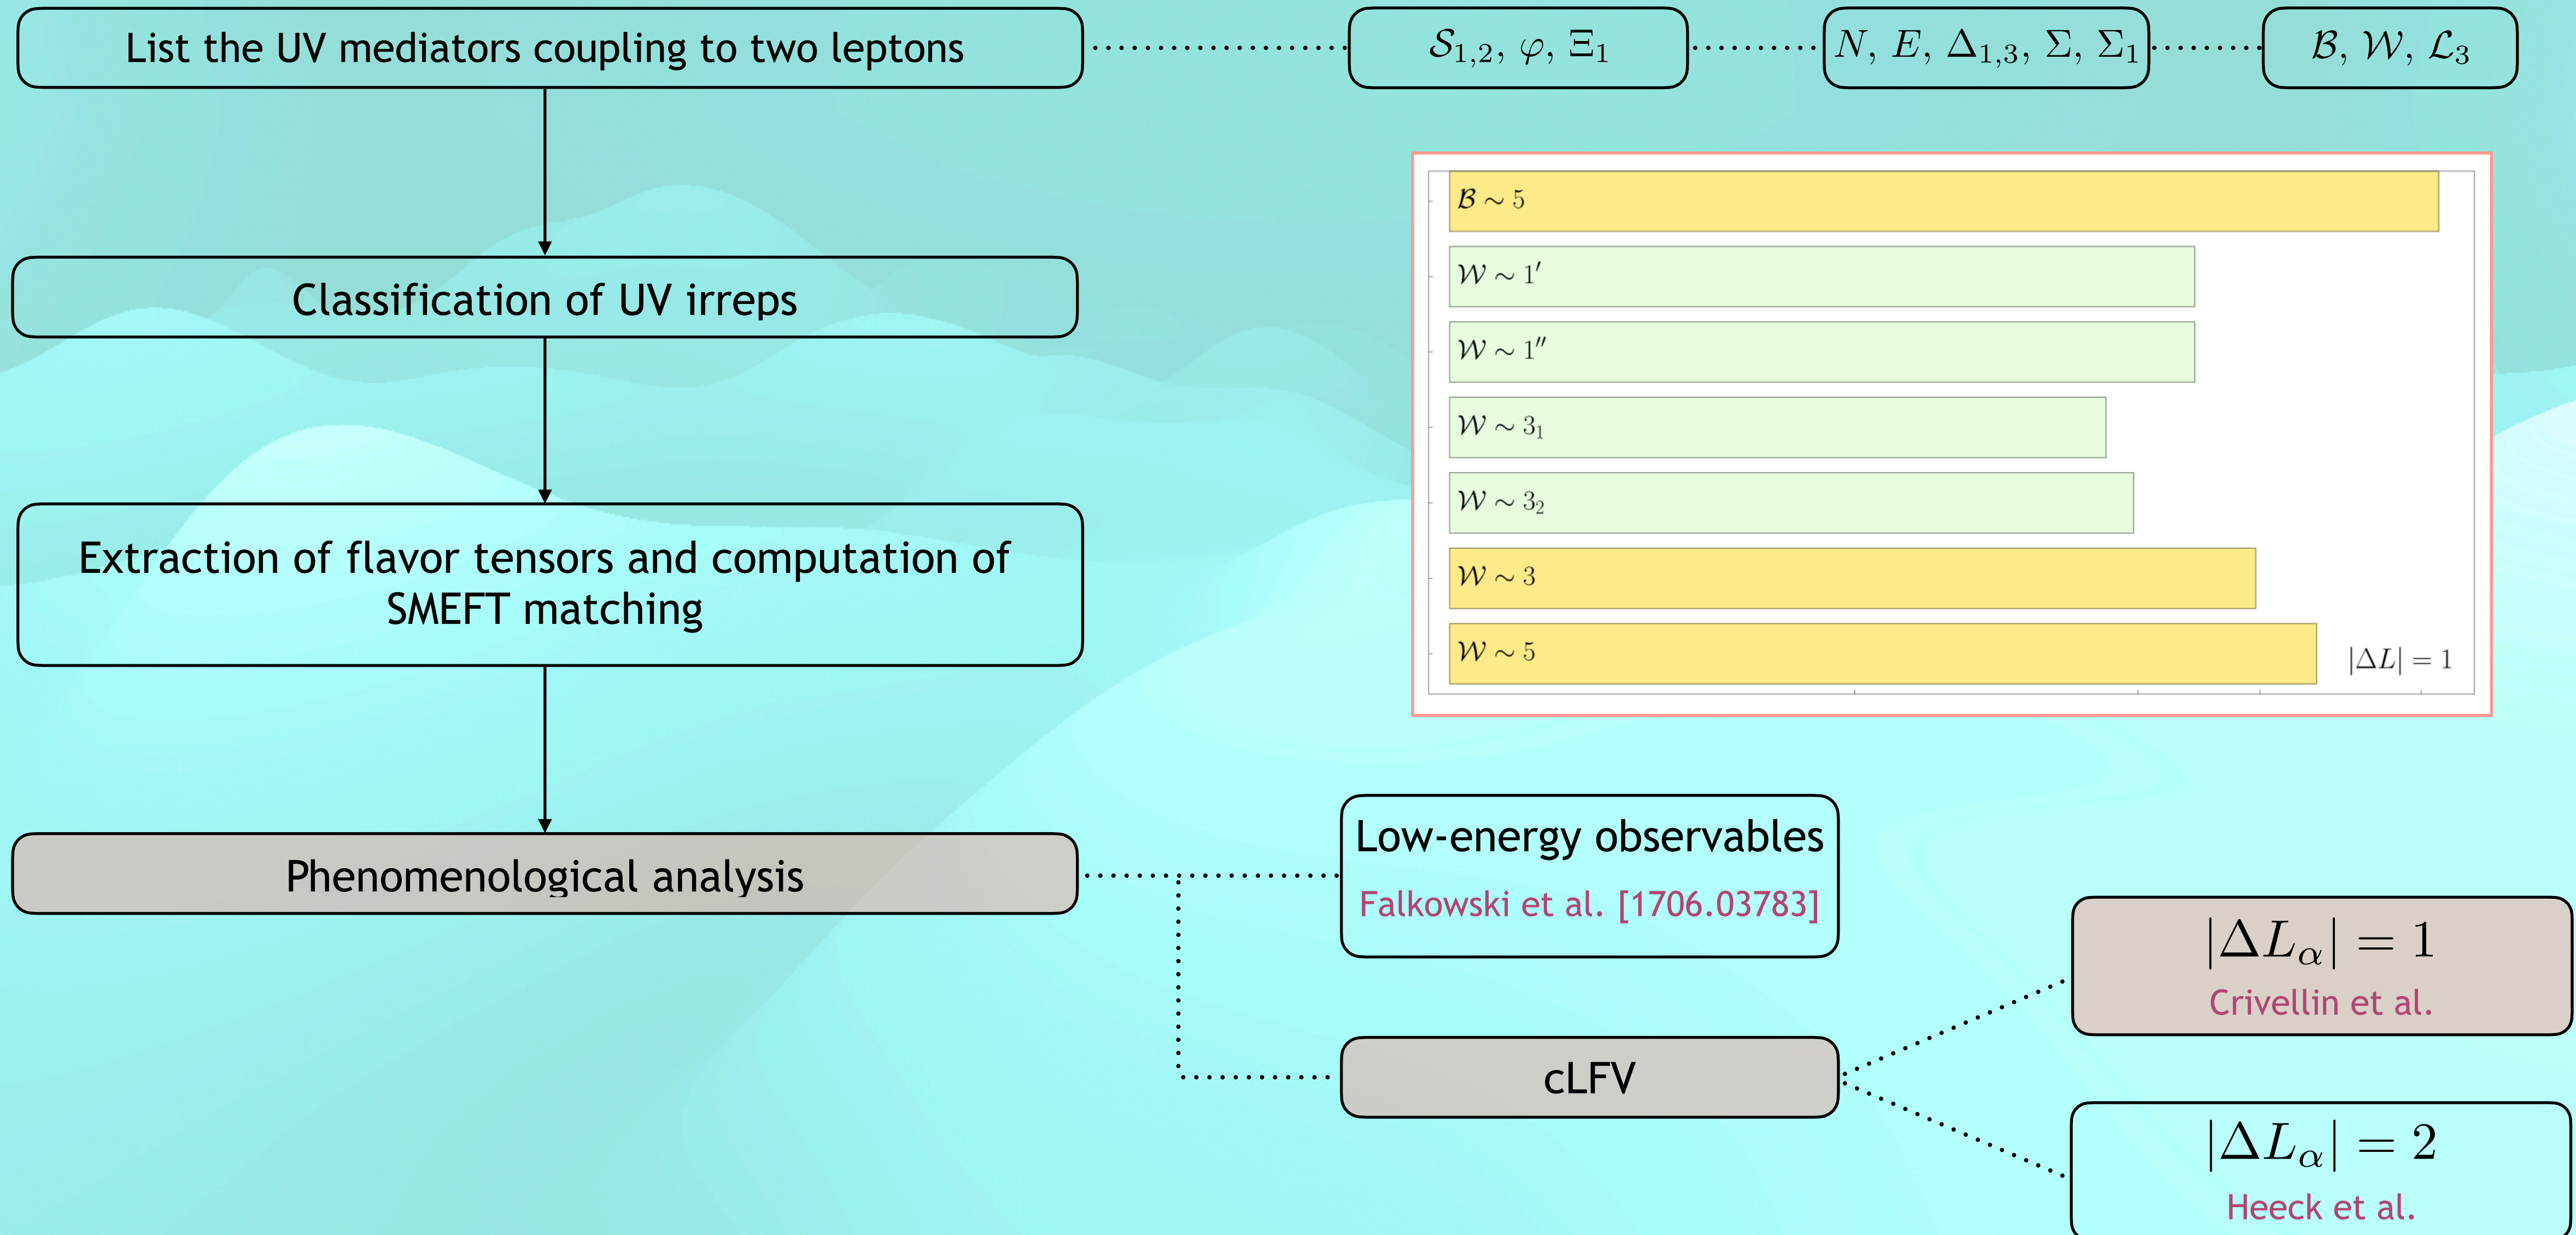 List the UV mediators coupling to two leptons
𝒮₁,₂, φ, Ξ₁
N, E, Δ₁,₃, Σ, Σ₁
ℬ, 𝒲, ℒ₃
Classification of UV irreps
Extraction of flavor tensors and computation of
SMEFT matching
Phenomenological analysis
ℬ ∼ 5
𝒲 ∼ 1′
𝒲 ∼ 1″
𝒲 ∼ 3₁
𝒲 ∼ 3₂
𝒲 ∼ 3
𝒲 ∼ 5
|ΔL| = 1
Low-energy observables
Falkowski et al. [1706.03783]
cLFV
|ΔL_α| = 1
Crivellin et al.
|ΔL_α| = 2
Heeck et al.